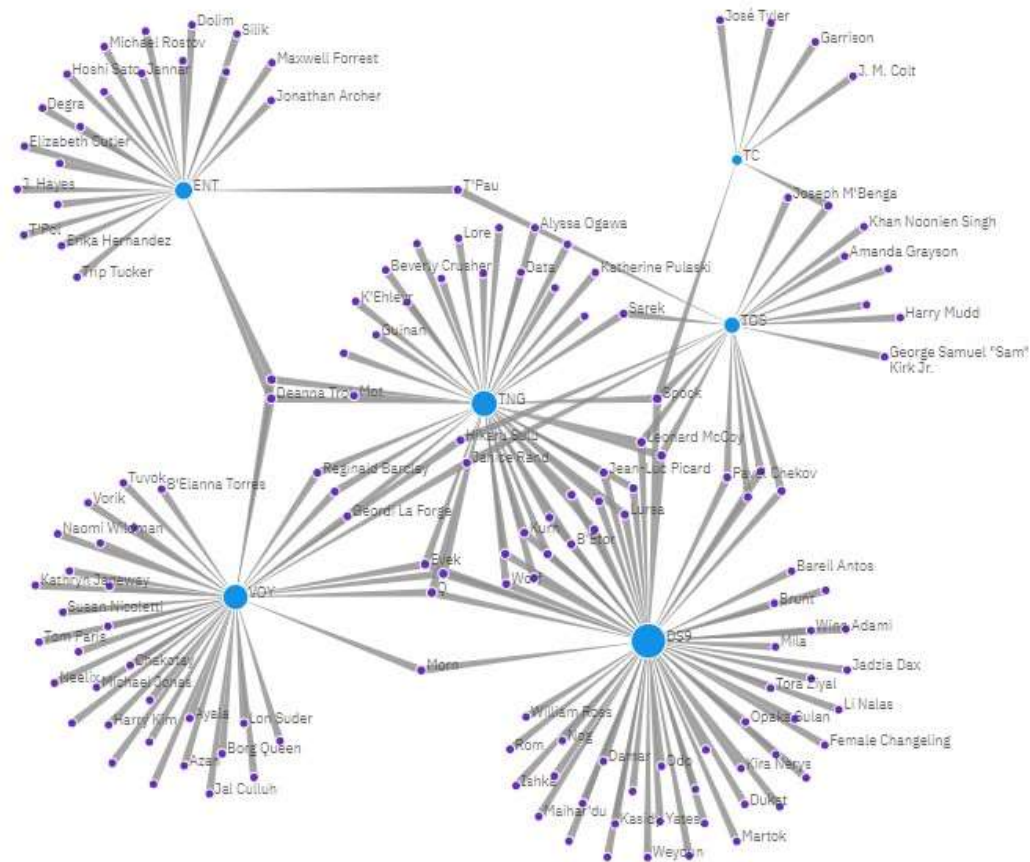 José Tyler
Dolim
Silik
Garrison
Michael Rostov
Maxwell Forrest
Hoshi Sato
Jannar
J. M. Colt
Jonathan Archer
Degra
Elizabeth Cutler
TC
J. Hayes
ENT
T'Pau
Joseph M'Benga
T'Pol
Lore
Alyssa Ogawa
Khan Noonien Singh
Erika Hernandez
Amanda Grayson
Trip Tucker
Beverly Crusher
Data
Katherine Pulaski
K'Ehleyr
Sarek
Harry Mudd
TOS
Guinan
George Samuel "Sam"
Kirk Jr.
Deanna Troi
Mot
TNG
Spock
Hikaru Sulu
Leonard McCoy
Janice Rand
Reginald Barclay
Jean-Luc Picard
Pavel Chekov
Tuvok
B'Elanna Torres
Vorik
Geordi La Forge
Lursa
Naomi Wildman
Kurn
B'Etor
Evek
Bareil Antos
Kathryn Janeway
Q
Worf
VOY
Brunt
Susan Nicoletti
Winn Adami
Tom Paris
DS9
Mila
Chakotay
Morn
Jadzia Dax
Neelix
Michael Jonas
Tora Ziyal
Li Nalas
Harry Kim
Ayala
Lon Suder
William Ross
Opaka Sulan
Nog
Female Changeling
Rom
Borg Queen
Azan
Damar
Odo
Kira Nerys
Jal Culluh
Ishka
Maihar'du
Dukat
Kasidy Yates
Martok
Weyoun